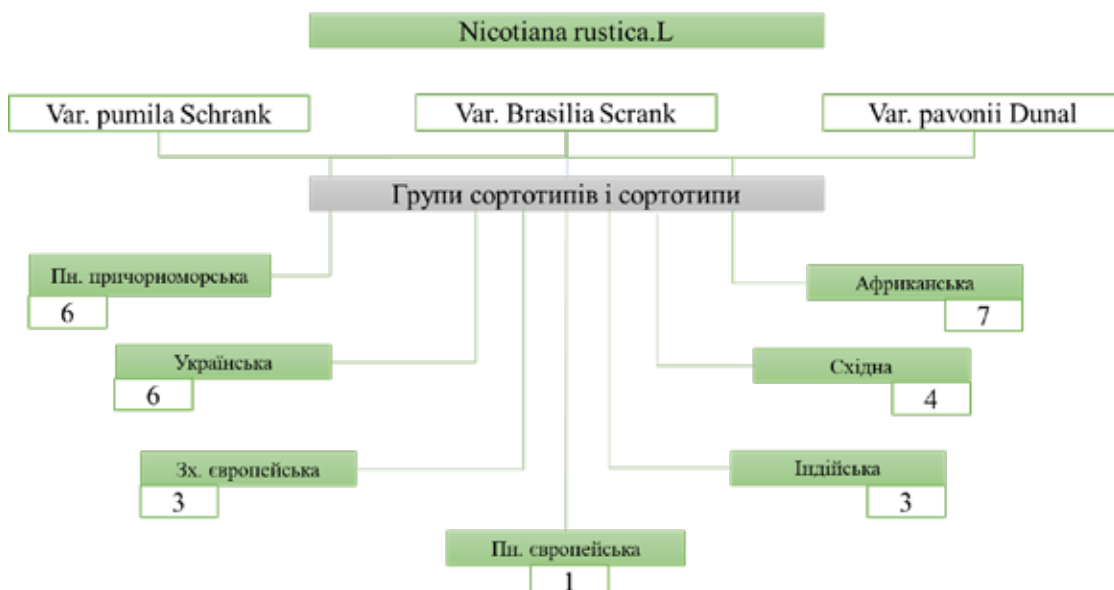 Nicotiana rustica.L
Var. pumila Schrank
Var. Brasilia Scrank
Var. pavonii Dunal
Групи сортотипів і сортотипи
Пн. причорноморська
6
Африканська
7
Українська
6
Східна
4
Зх. європейська
3
Індійська
3
Пн. європейська
1